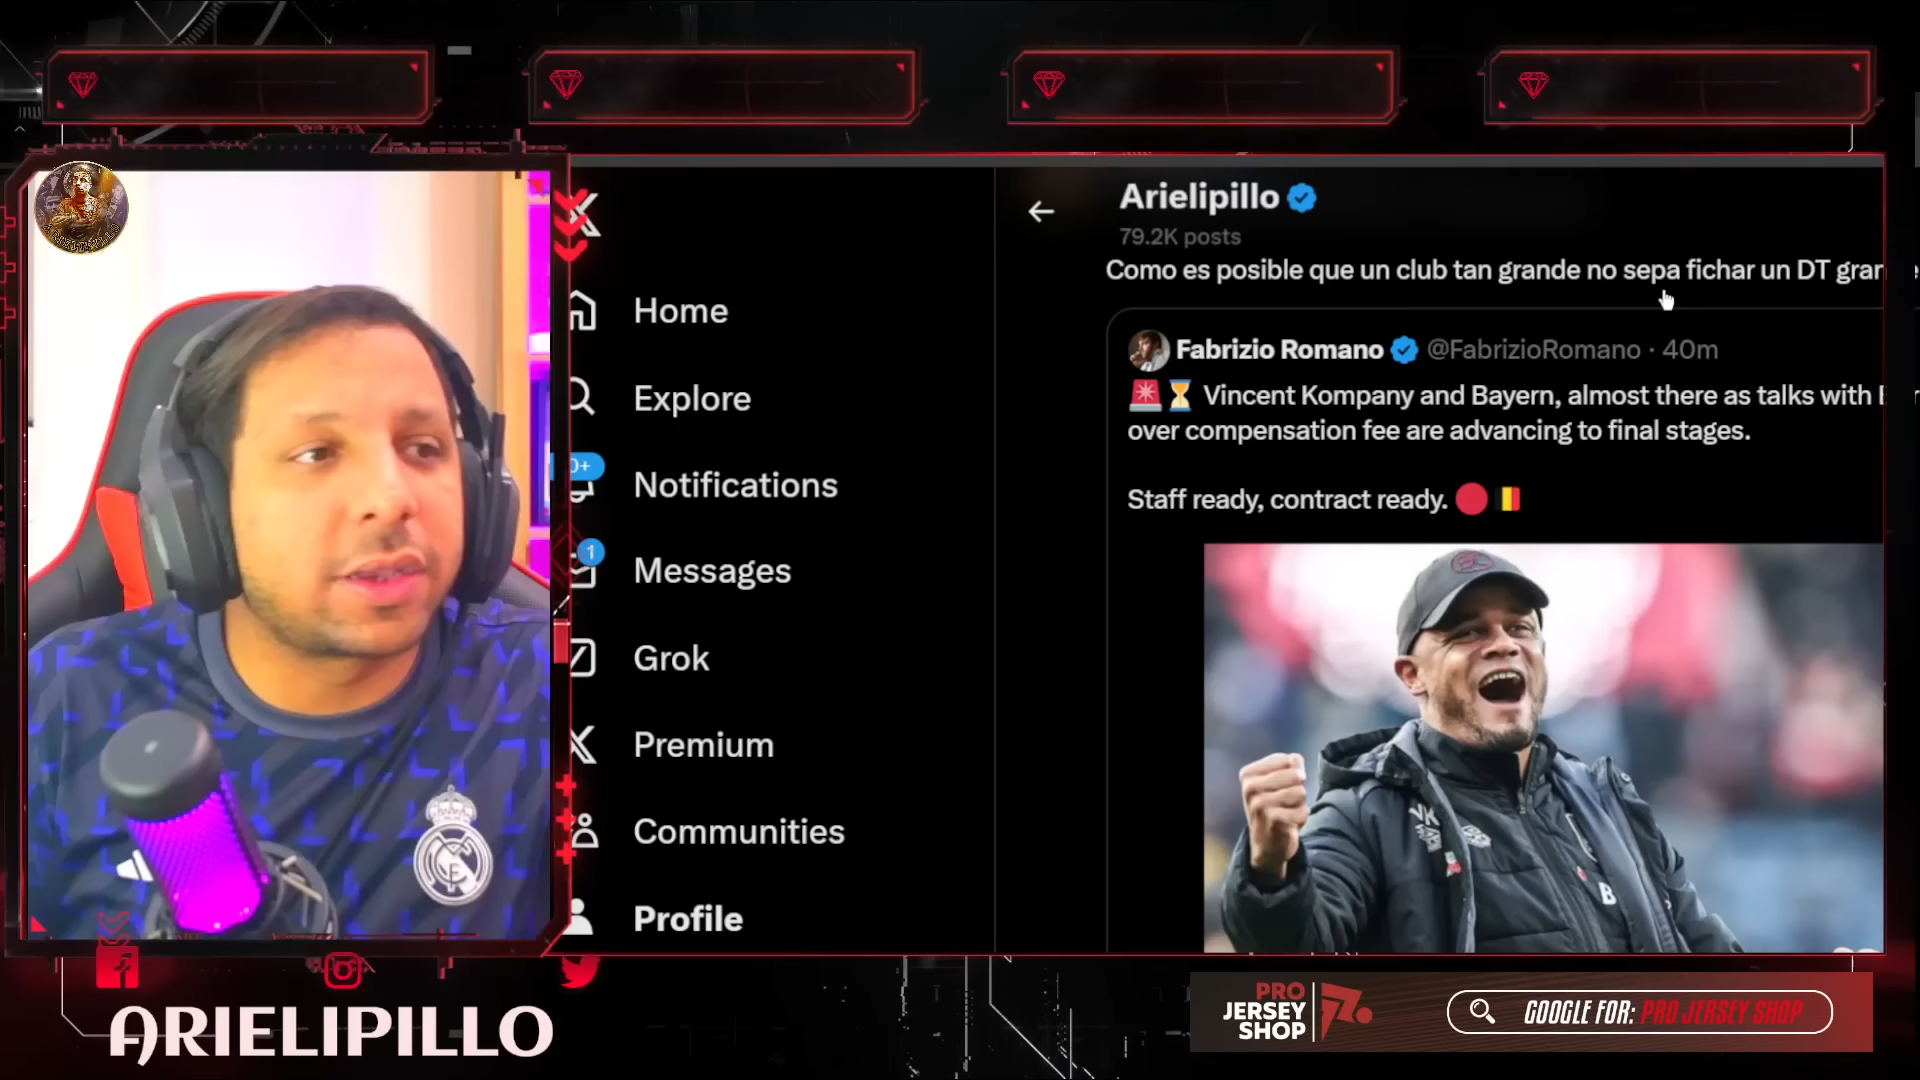 Arielipillo
79.2K posts
Como es posible que un club tan grande no sepa fichar un DT
Home
Explore
Notifications
Messages
Grok
Premium
Communities
Profile
0+
1
Fabrizio Romano @FabrizioRomano · 40m
Vincent Kompany and Bayern, almost there as talks with
over compensation fee are advancing to final stages.
Staff ready, contract ready.
VK
B
ARIELIPILLO
PRO
JERSEY
SHOP
GOOGLE FOR: PRO JERSEY SHOP